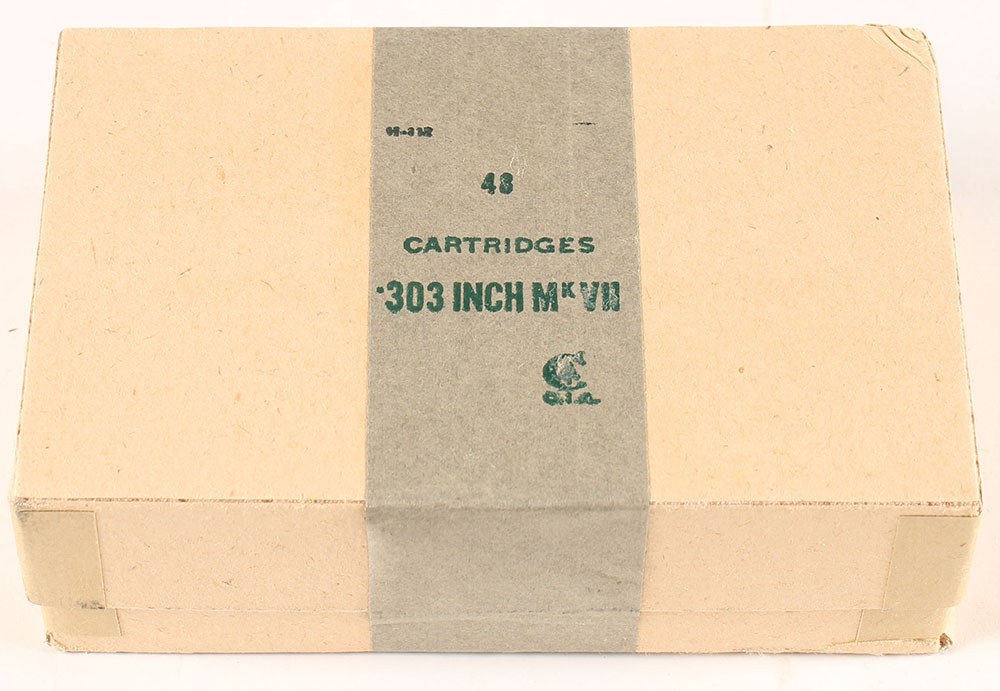 48
CARTRIDGES
.303 INCH MK VII